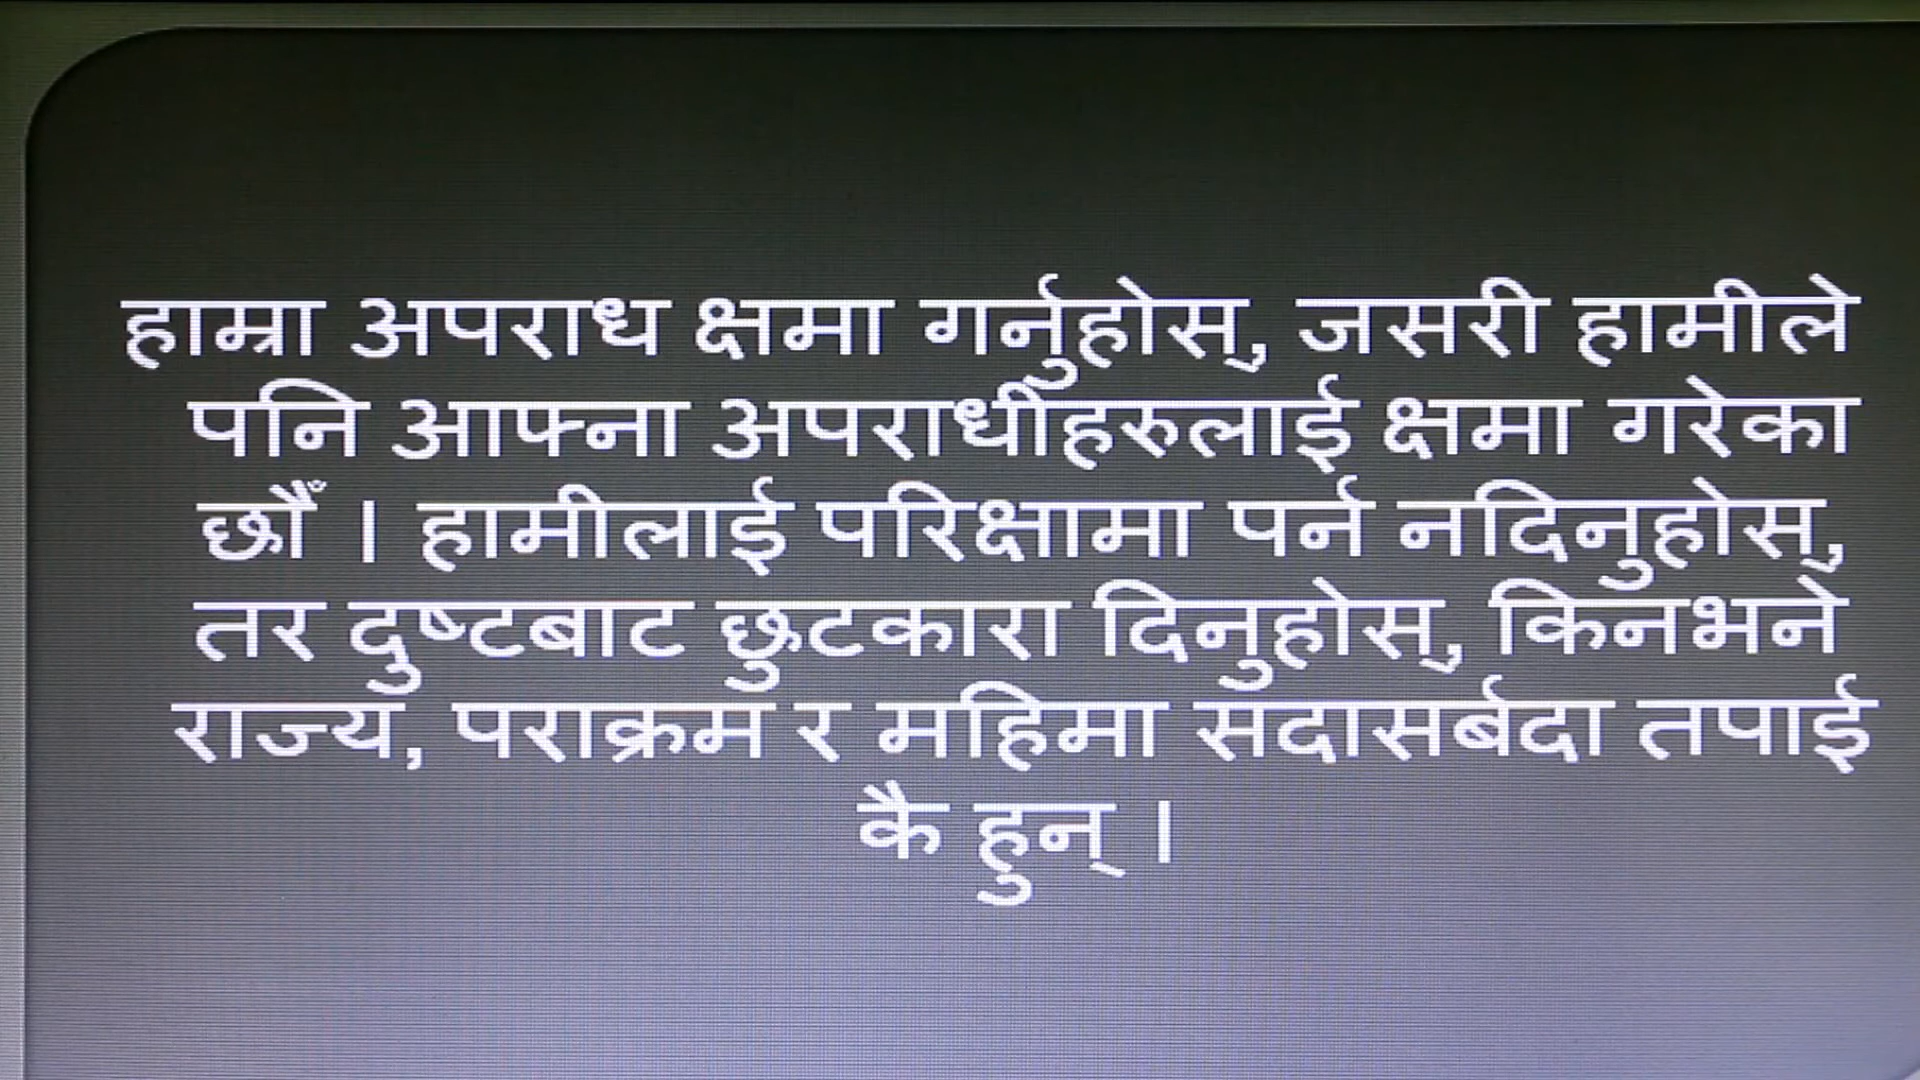 हाम्रा अपराध क्षमा गर्नुहोस्, जसरी हामीले
पनि आफ्ना अपराधीहरुलाई क्षमा गरेका
छौँ । हामीलाई परिक्षामा पर्न नदिनुहोस्,
तर दुष्टबाट छुटकारा दिनुहोस्, किनभने
राज्य, पराक्रम र महिमा सदासर्बदा तपाई
कै हुन् ।